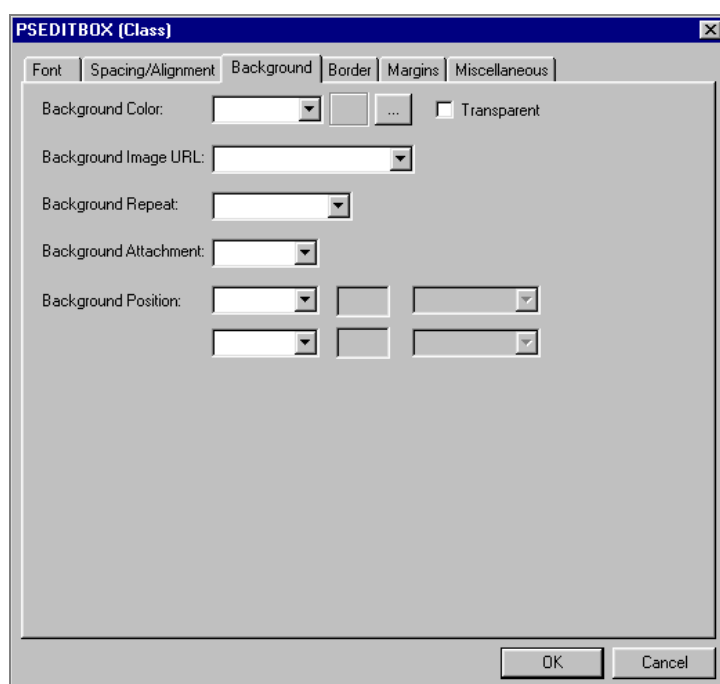 PSEDITBOX (Class)
Font Spacing/Alignment Background Border Margins Miscellaneous
Background Color: ... Transparent
Background Image URL:
Background Repeat:
Background Attachment:
Background Position:
OK Cancel